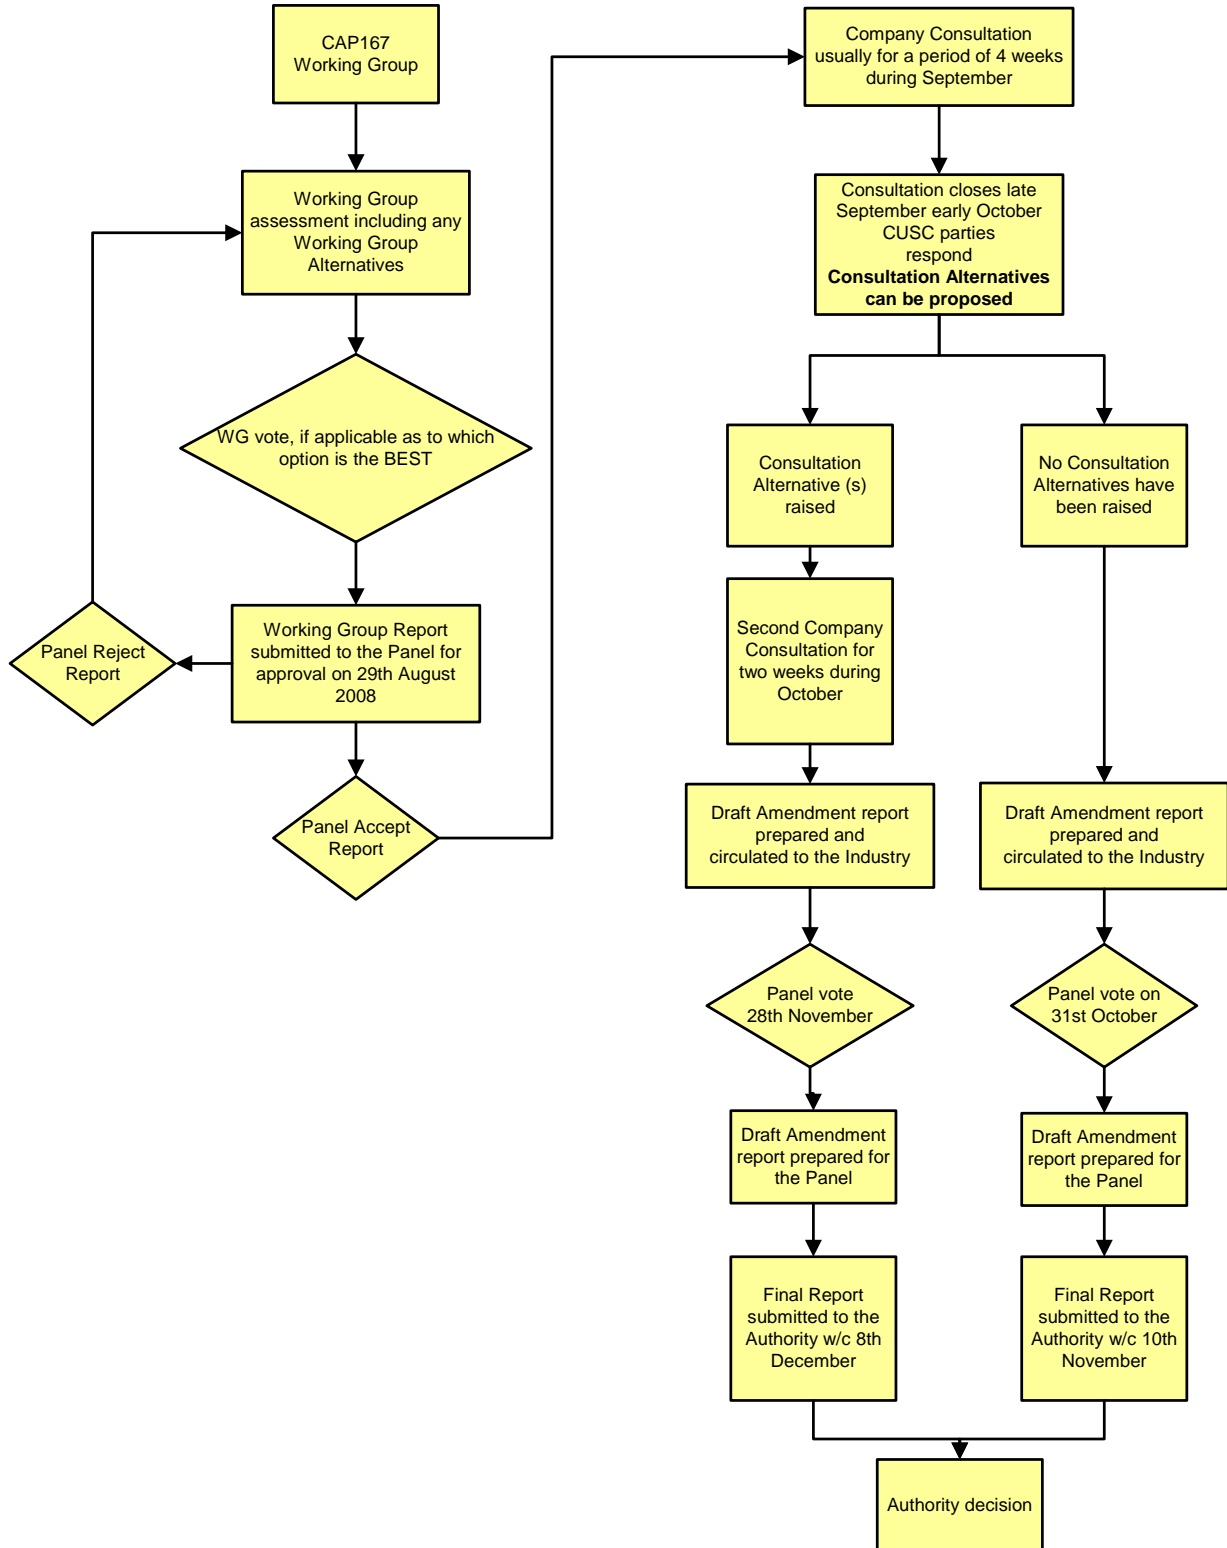 CAP167
Working Group
Working Group
assessment including any
Working Group
Alternatives
WG vote, if applicable as to which
option is the BEST
Working Group Report
submitted to the Panel for
approval on 29th August
2008
Panel Reject
Report
Panel Accept
Report
Company Consultation
usually for a period of 4 weeks
during September
Consultation closes late
September early October
CUSC parties
respond
Consultation Alternatives
can be proposed
Consultation
Alternative (s)
raised
Second Company
Consultation for
two weeks during
October
Draft Amendment report
prepared and
circulated to the Industry
Panel vote
28th November
Draft Amendment
report prepared for
the Panel
Final Report
submitted to the
Authority w/c 8th
December
No Consultation
Alternatives have
been raised
Draft Amendment report
prepared and
circulated to the Industry
Panel vote on
31st October
Draft Amendment
report prepared for
the Panel
Final Report
submitted to the
Authority w/c 10th
November
Authority decision